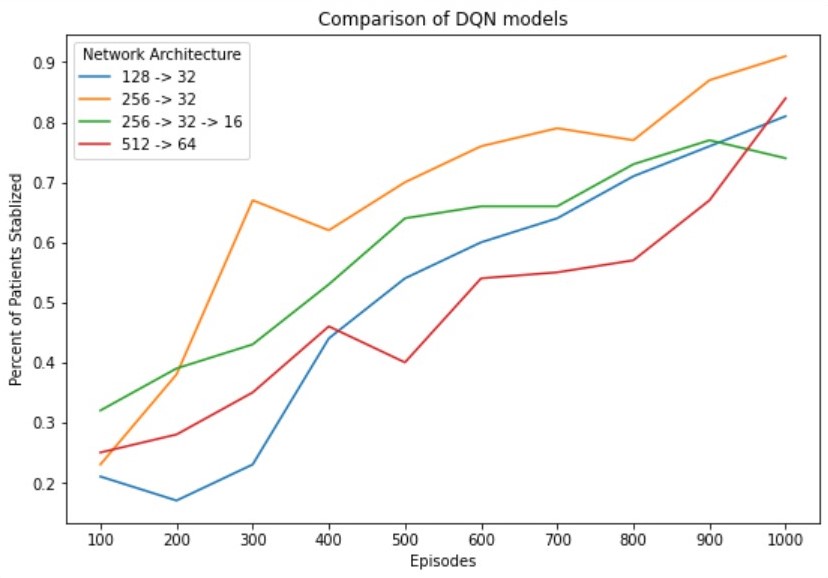 Comparison of DQN models
Network Architecture
128 -> 32
256 -> 32
256 -> 32 -> 16
512 -> 64
Percent of Patients Stablized
0.9
0.8
0.7
0.6
0.5
0.4
0.3
0.2
100 200 300 400 500 600 700 800 900 1000
Episodes